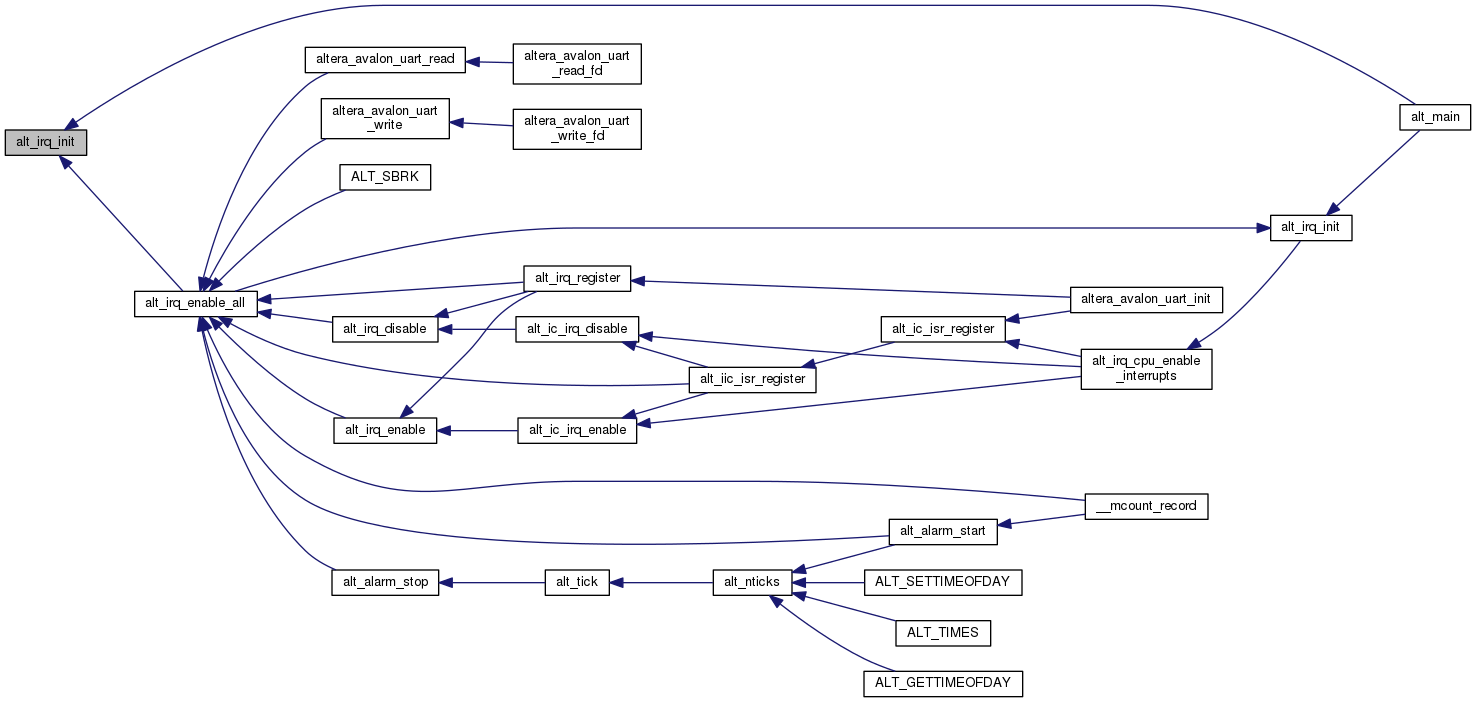 altera_avalon_uart_read
altera_avalon_uart
_read_fd
altera_avalon_uart
_write
altera_avalon_uart
_write_fd
alt_main
alt_irq_init
ALT_SBRK
alt_irq_init
alt_irq_register
alt_irq_enable_all
altera_avalon_uart_init
alt_irq_disable
alt_ic_irq_disable
alt_ic_isr_register
alt_irq_cpu_enable
_interrupts
alt_iic_isr_register
alt_irq_enable
alt_ic_irq_enable
__mcount_record
alt_alarm_start
alt_alarm_stop
alt_tick
alt_nticks
ALT_SETTIMEOFDAY
ALT_TIMES
ALT_GETTIMEOFDAY